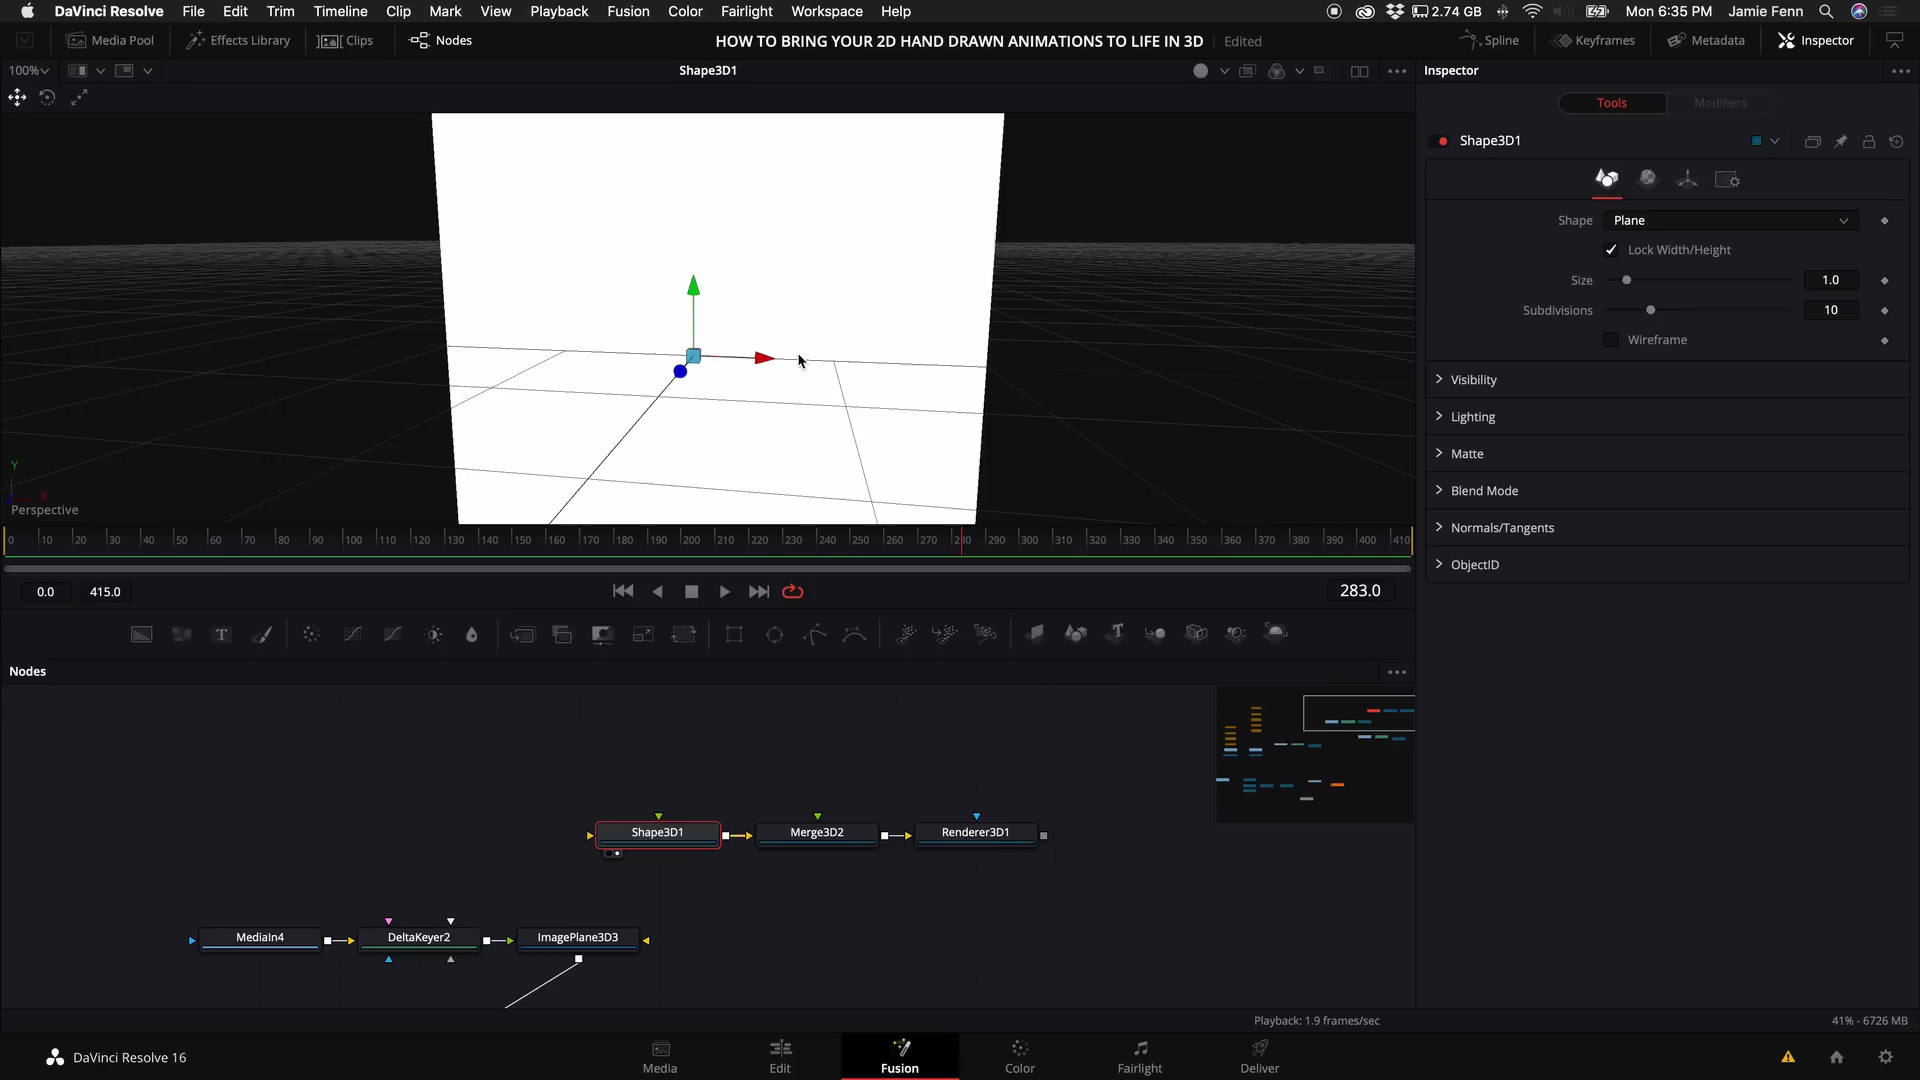 DaVinci Resolve File Edit Trim Timeline Clip Mark View Playback Fusion Color Fairlight Workspace Help 2.74 GB Mon 6:35 PM Jamie Fenn
Media Pool Effects Library Clips Nodes HOW TO BRING YOUR 2D HAND DRAWN ANIMATIONS TO LIFE IN 3D Edited Spline Keyframes Metadata Inspector
100% Shape3D1 Inspector
Tools Modifiers
Shape3D1
Shape Plane
Lock Width/Height
Size 1.0
Subdivisions 10
Wireframe
Visibility
Lighting
Matte
Blend Mode
Normals/Tangents
ObjectID
Y
X
Perspective
0 10 20 30 40 50 60 70 80 90 100 110 120 130 140 150 160 170 180 190 200 210 220 230 240 250 260 270 280 290 300 310 320 330 340 350 360 370 380 390 400 410
0.0 415.0 283.0
T T
Nodes
Shape3D1 Merge3D2 Renderer3D1
MediaIn4 DeltaKeyer2 ImagePlane3D3
Playback: 1.9 frames/sec 41% - 6726 MB
DaVinci Resolve 16 Media Edit Fusion Color Fairlight Deliver